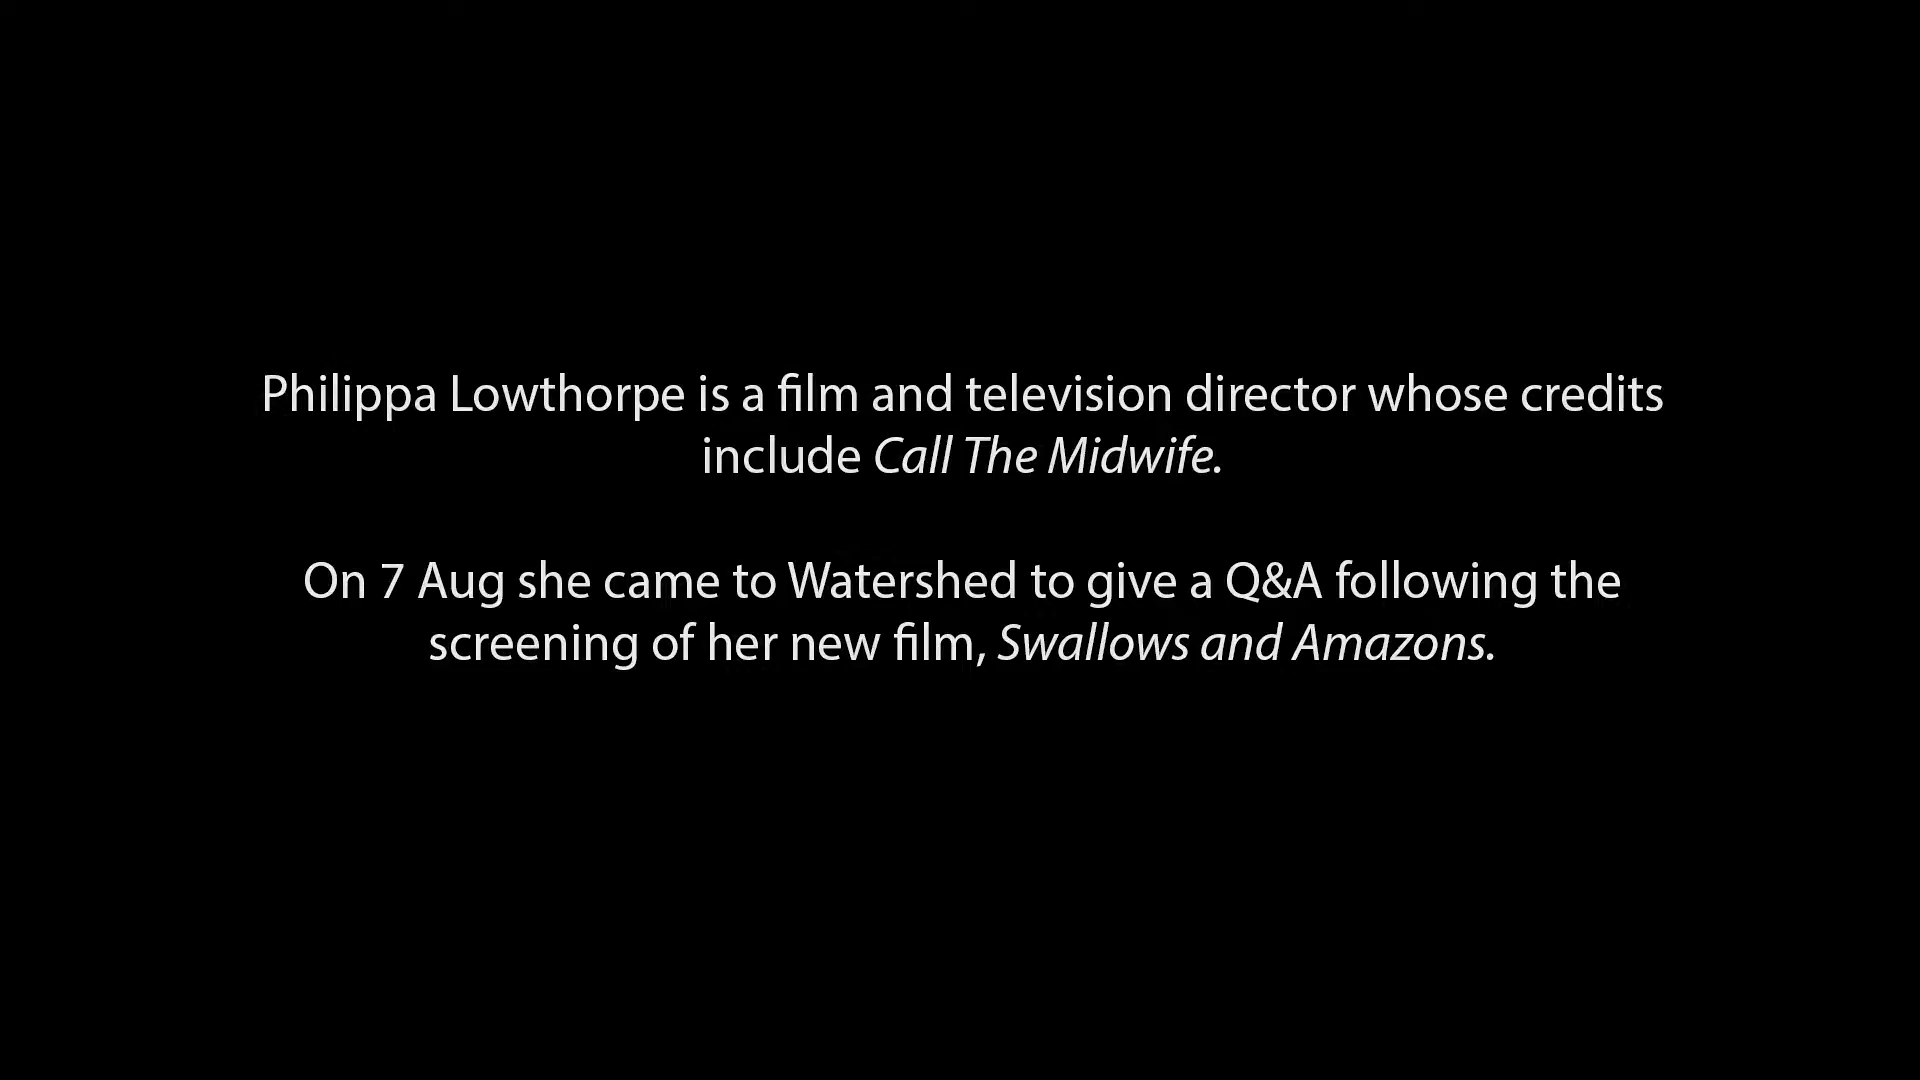 Philippa Lowthorpe is a film and television director whose credits
include Call The Midwife.
On 7 Aug she came to Watershed to give a Q&A following the
screening of her new film, Swallows and Amazons.